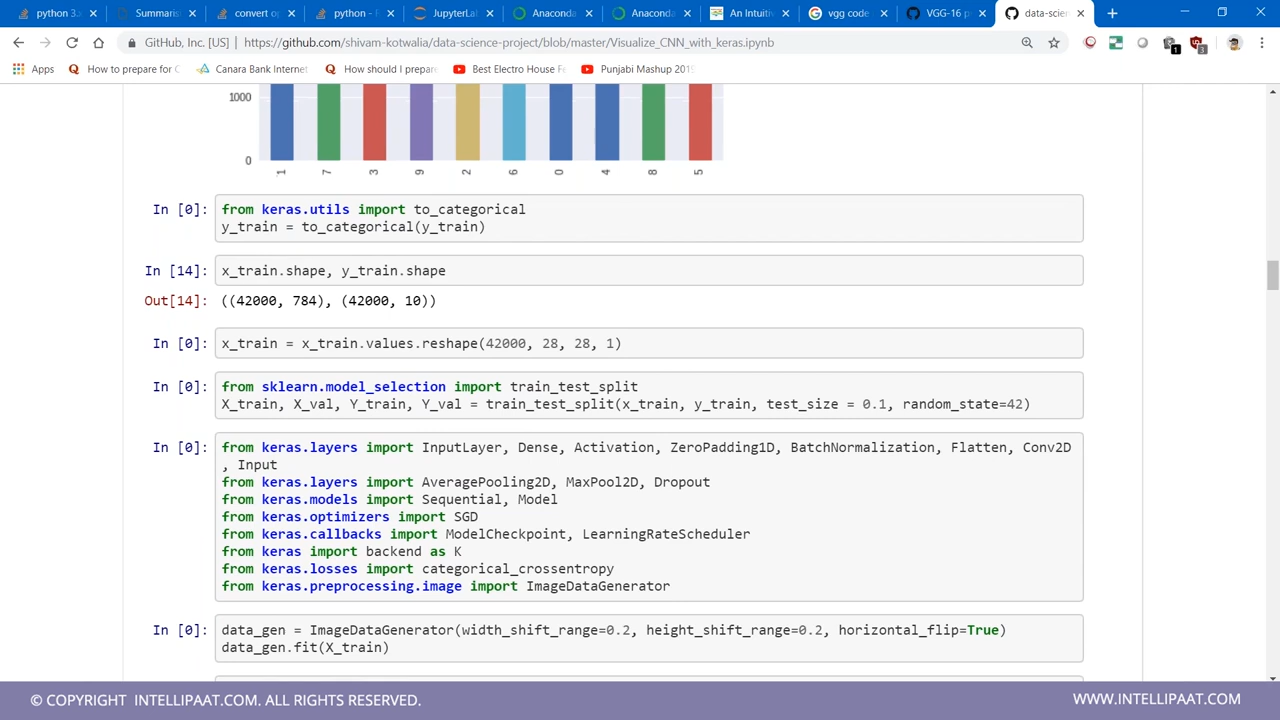 python 3.x
Summaris
convert o
python - R
JupyterLa
Anaconda
Anaconda
An Intuitiv
vgg code
VGG-16 p
data-scien
GitHub, Inc. [US] | https://github.com/shivam-kotwalia/data-science.project/blob/master/Visualize_CNN_with_keras.ipynb
1
3
Apps
How to prepare for C
Canara Bank Internet
How should I prepare
Best Electro House Fe
Punjabi Mashup 2019
1000
0
1 7 3 9 2 6 0 4 8 5
In [0]: from keras.utils import to_categorical
y_train = to_categorical(y_train)
In [14]: x_train.shape, y_train.shape
Out[14]: ((42000, 784), (42000, 10))
In [0]: x_train = x_train.values.reshape(42000, 28, 28, 1)
In [0]: from sklearn.model_selection import train_test_split
X_train, X_val, Y_train, Y_val = train_test_split(x_train, y_train, test_size = 0.1, random_state=42)
In [0]: from keras.layers import InputLayer, Dense, Activation, ZeroPadding1D, BatchNormalization, Flatten, Conv2D
, Input
from keras.layers import AveragePooling2D, MaxPool2D, Dropout
from keras.models import Sequential, Model
from keras.optimizers import SGD
from keras.callbacks import ModelCheckpoint, LearningRateScheduler
from keras import backend as K
from keras.losses import categorical_crossentropy
from keras.preprocessing.image import ImageDataGenerator
In [0]: data_gen = ImageDataGenerator(width_shift_range=0.2, height_shift_range=0.2, horizontal_flip=True)
data_gen.fit(X_train)
© COPYRIGHT INTELLIPAAT.COM. ALL RIGHTS RESERVED.
WWW.INTELLIPAAT.COM